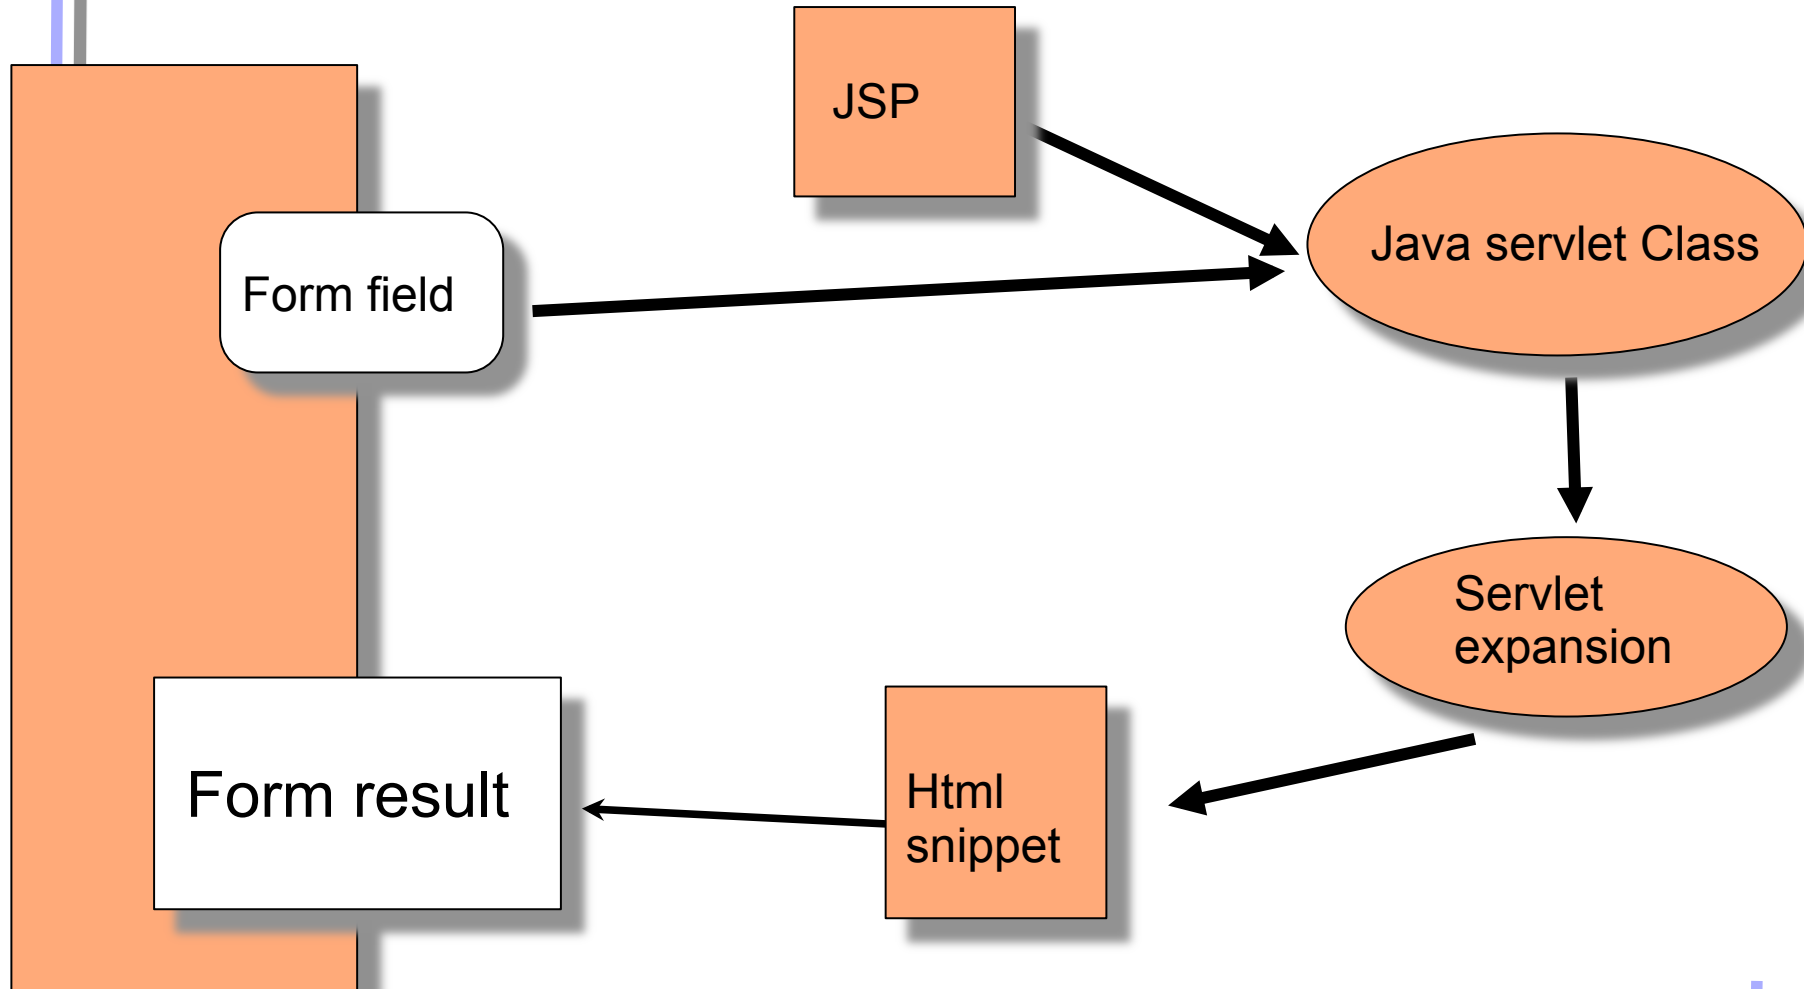 JSP
Java servlet Class
Form field
Servlet
expansion
Form result
Html
snippet